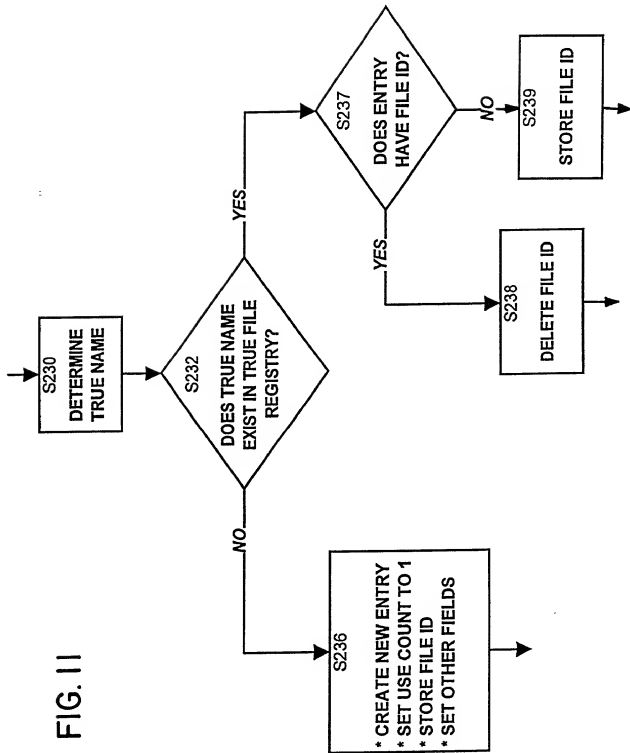 FIG. 11
S230
DETERMINE
TRUE NAME
S232
DOES TRUE NAME
EXIST IN TRUE FILE
REGISTRY?
NO
YES
S236
* CREATE NEW ENTRY
* SET USE COUNT TO 1
* STORE FILE ID
* SET OTHER FIELDS
S237
DOES ENTRY
HAVE FILE ID?
YES
NO
S238
DELETE FILE ID
S239
STORE FILE ID